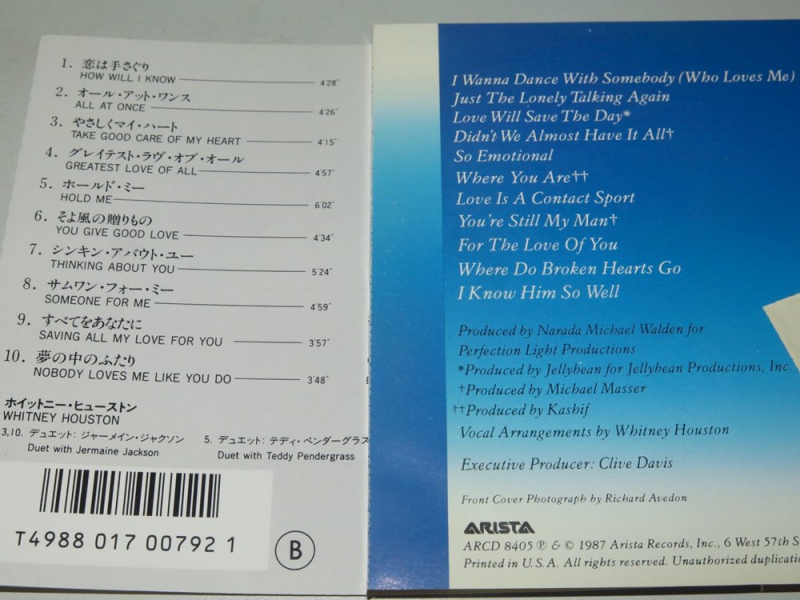 1. 恋は手さぐり
HOW WILL I KNOW 4'28"
2. オール・アット・ワンス
ALL AT ONCE 4'26"
3. やさしくマイ・ハート
TAKE GOOD CARE OF MY HEART 4'15"
4. グレイテスト・ラヴ・オブ・オール
GREATEST LOVE OF ALL 4'57"
5. ホールド・ミー
HOLD ME 6'02"
6. そよ風の贈りもの
YOU GIVE GOOD LOVE 4'34"
7. シンキン・アバウト・ユー
THINKING ABOUT YOU 5'24"
8. サムワン・フォー・ミー
SOMEONE FOR ME 4'59"
9. すべてをあなたに
SAVING ALL MY LOVE FOR YOU 3'57"
10. 夢の中のふたり
NOBODY LOVES ME LIKE YOU DO 3'48"
ホイットニー・ヒューストン
WHITNEY HOUSTON
3,10. デュエット: ジャーメイン・ジャクソン
Duet with Jermaine Jackson
5. デュエット: テディ・ペンダーグラス
Duet with Teddy Pendergrass
T4988 017 00792 1
B
I Wanna Dance With Somebody (Who Loves Me)
Just The Lonely Talking Again
Love Will Save The Day*
Didn't We Almost Have It All†
So Emotional
Where You Are††
Love Is A Contact Sport
You're Still My Man†
For The Love Of You
Where Do Broken Hearts Go
I Know Him So Well
Produced by Narada Michael Walden for
Perfection Light Productions
*Produced by Jellybean for Jellybean Productions, Inc.
†Produced by Michael Masser
††Produced by Kashif
Vocal Arrangements by Whitney Houston
Executive Producer: Clive Davis
Front Cover Photograph by Richard Avedon
ARISTA
ARCD 8405 ℗ & © 1987 Arista Records, Inc., 6 West 57th S
Printed in U.S.A. All rights reserved. Unauthorized duplicatio